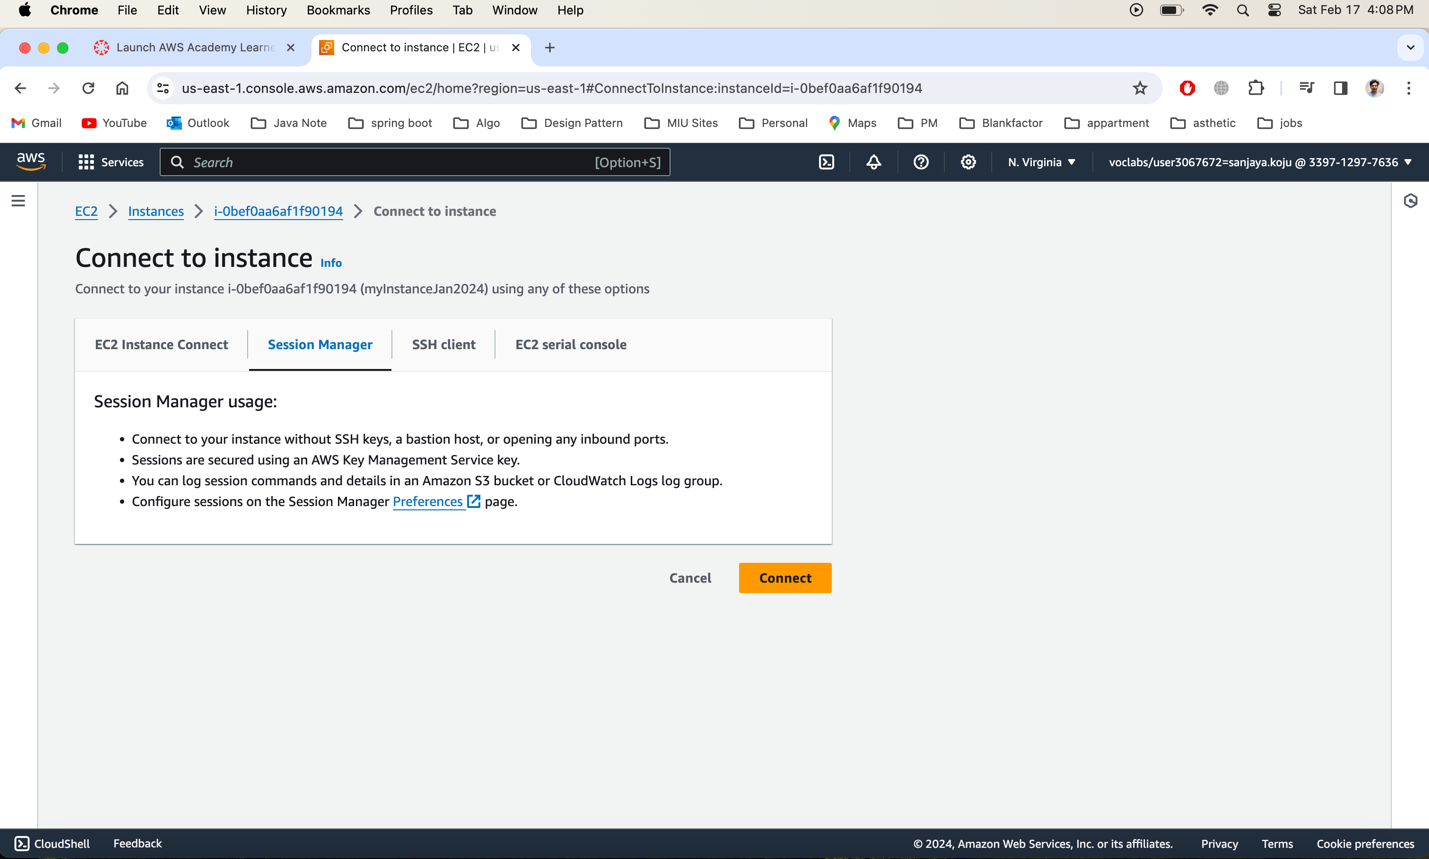 Chrome File Edit View History Bookmarks Profiles Tab Window Help Sat Feb 17 4:08 PM
Launch AWS Academy Learne Connect to instance | EC2 | us
us-east-1.console.aws.amazon.com/ec2/home?region=us-east-1#ConnectToInstance:instanceId=i-0bef0aa6af1f90194
Gmail YouTube Outlook Java Note spring boot Algo Design Pattern MIU Sites Personal Maps PM Blankfactor appartment asthetic jobs
aws Services Search [Option+S] N. Virginia voclabs/user3067672=sanjaya.koju @ 3397-1297-7636
EC2 Instances i-0bef0aa6af1f90194 Connect to instance
Connect to instance Info
Connect to your instance i-0bef0aa6af1f90194 (myInstanceJan2024) using any of these options
EC2 Instance Connect Session Manager SSH client EC2 serial console
Session Manager usage:
• Connect to your instance without SSH keys, a bastion host, or opening any inbound ports.
• Sessions are secured using an AWS Key Management Service key.
• You can log session commands and details in an Amazon S3 bucket or CloudWatch Logs log group.
• Configure sessions on the Session Manager Preferences page.
Cancel Connect
CloudShell Feedback © 2024, Amazon Web Services, Inc. or its affiliates. Privacy Terms Cookie preferences